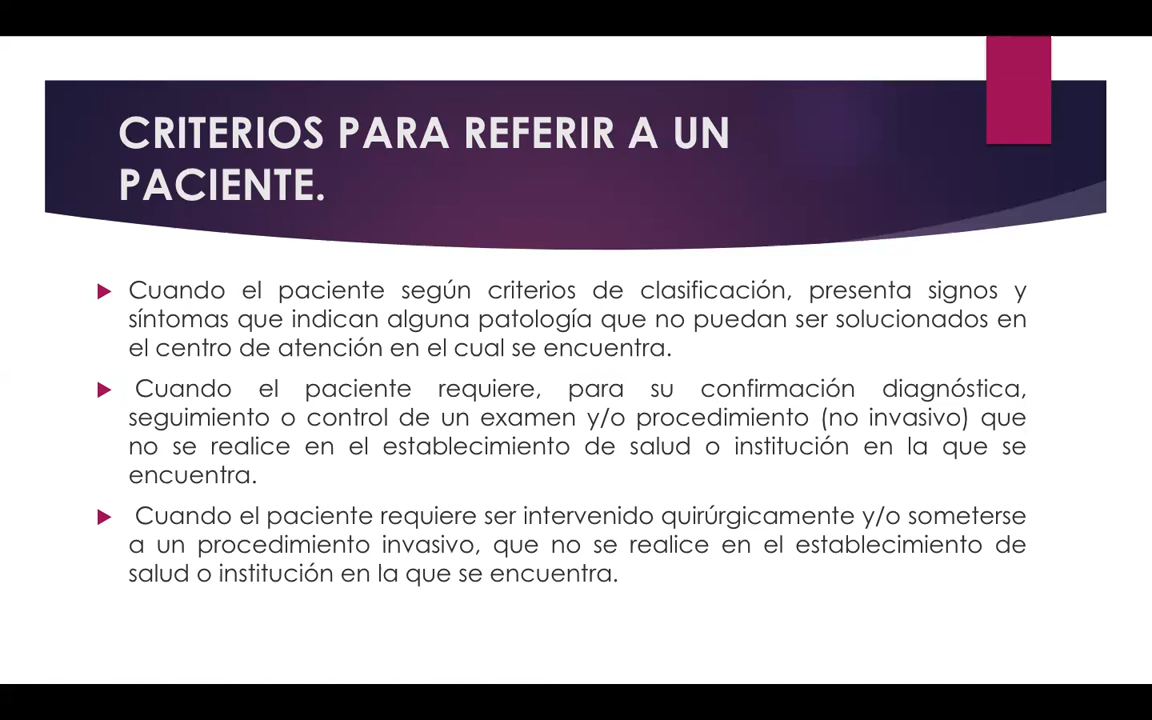 CRITERIOS PARA REFERIR A UN
PACIENTE.
Cuando el paciente según criterios de clasificación, presenta signos y
síntomas que indican alguna patología que no puedan ser solucionados en
el centro de atención en el cual se encuentra.
Cuando el paciente requiere, para su confirmación diagnóstica,
seguimiento o control de un examen y/o procedimiento (no invasivo) que
no se realice en el establecimiento de salud o institución en la que se
encuentra.
Cuando el paciente requiere ser intervenido quirúrgicamente y/o someterse
a un procedimiento invasivo, que no se realice en el establecimiento de
salud o institución en la que se encuentra.